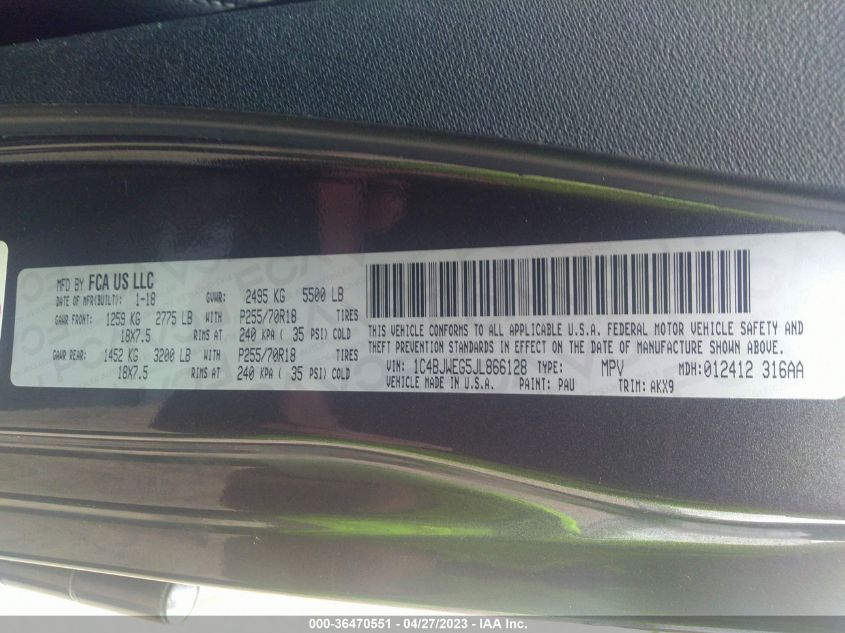 MFD BY FCA US LLC
DATE OF MFR(BUILT): 1-18 GVWR: 2495 KG 5500 LB
GAWR FRONT: 1259 KG 2775 LB WITH P255/70R18 TIRES
18X7.5 RIMS AT 240 KPA ( 35 PSI) COLD
GAWR REAR: 1452 KG 3200 LB WITH P255/70R18 TIRES
18X7.5 RIMS AT 240 KPA ( 35 PSI) COLD
THIS VEHICLE CONFORMS TO ALL APPLICABLE U.S.A. FEDERAL MOTOR VEHICLE SAFETY AND
THEFT PREVENTION STANDARDS IN EFFECT ON THE DATE OF MANUFACTURE SHOWN ABOVE.
VIN: 1C4BJWEG5JL866128 TYPE: MPV MDH: 012412 316AA
VEHICLE MADE IN U.S.A. PAINT: PAU TRIM: AKX9
000-36470551 - 04/27/2023 - IAA Inc.